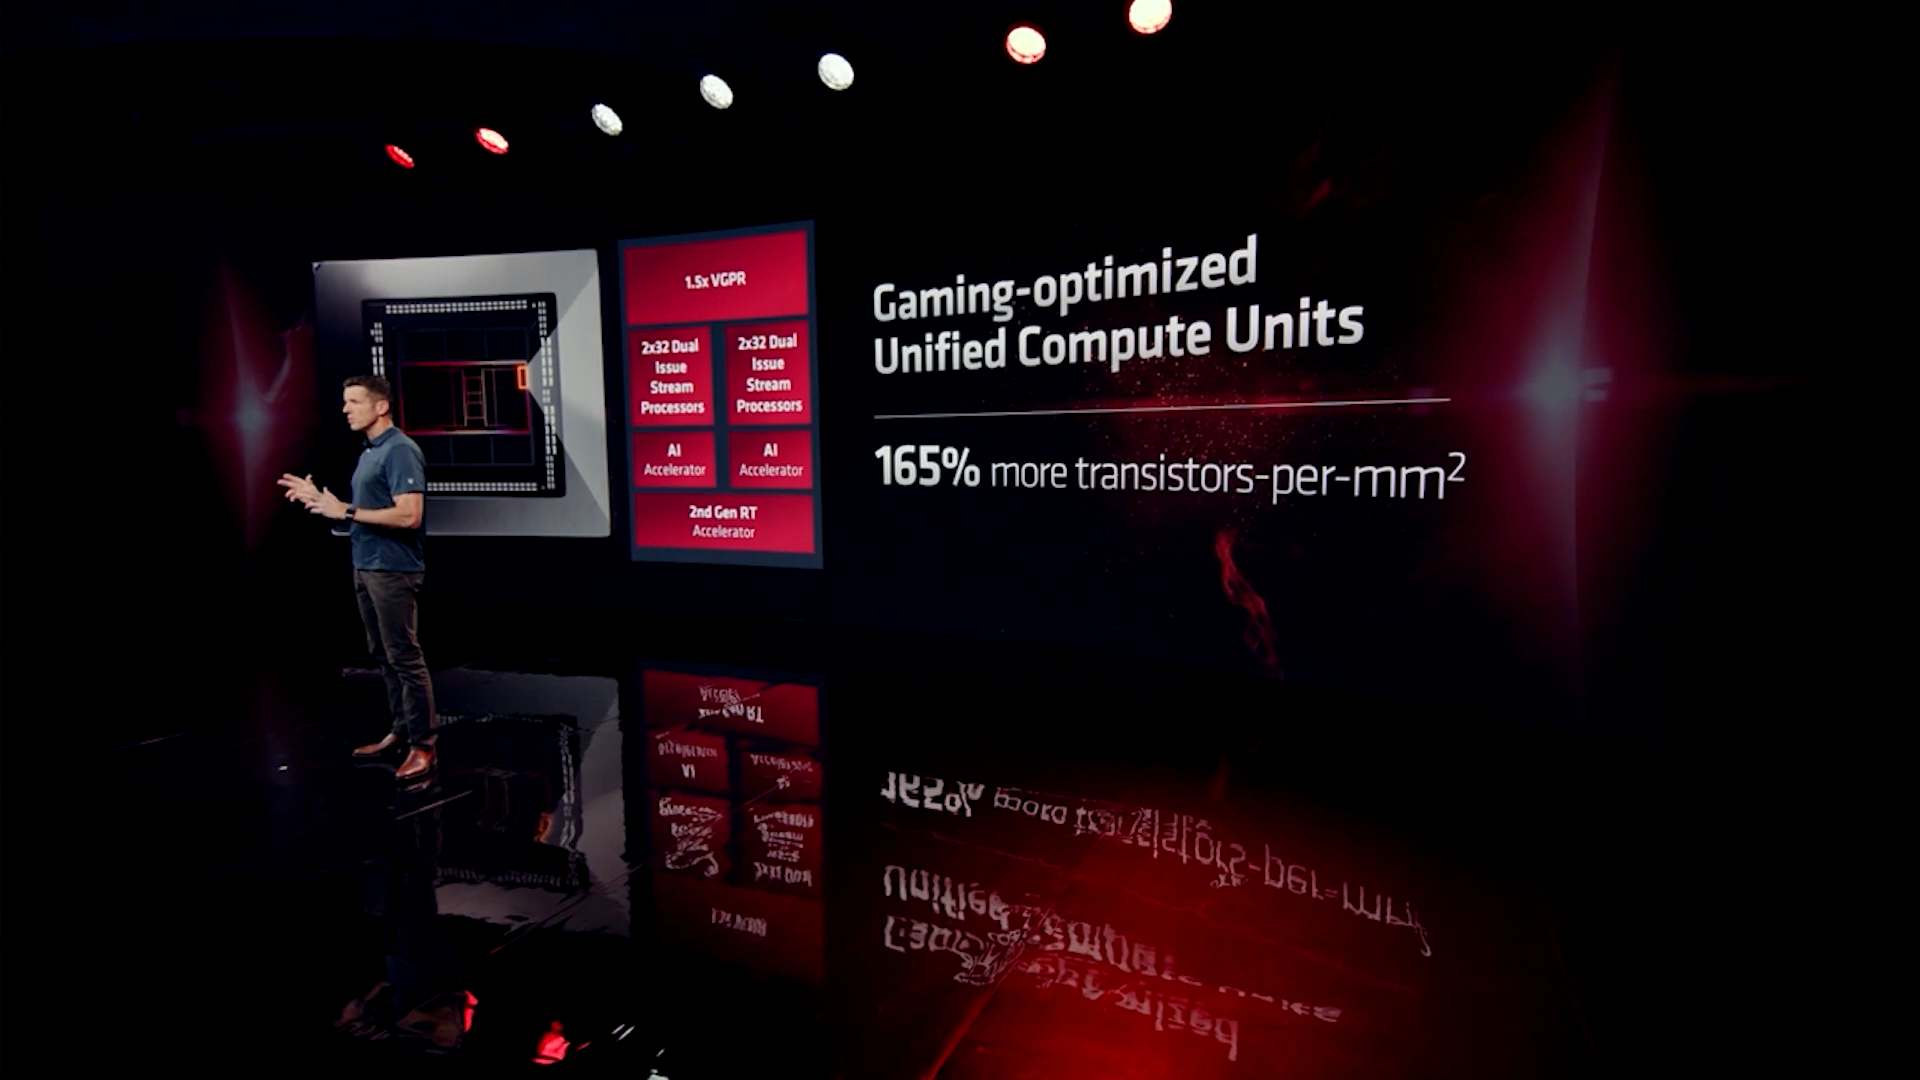 1.5x VGPR
2x32 Dual
Issue
Stream
Processors
2x32 Dual
Issue
Stream
Processors
AI
Accelerator
AI
Accelerator
2nd Gen RT
Accelerator
Gaming-optimized
Unified Compute Units
165% more transistors-per-mm²